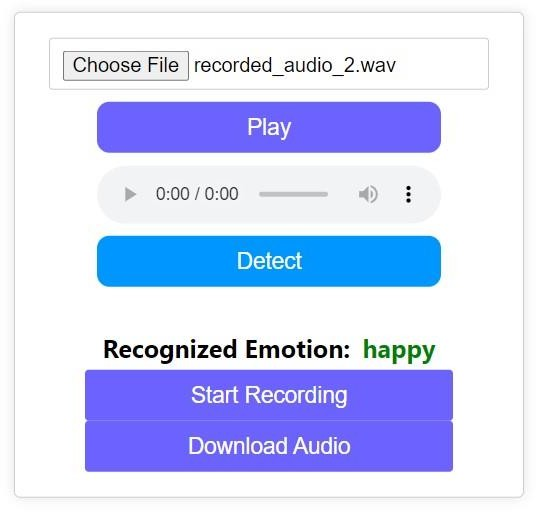 Choose File recorded_audio_2.wav
Play
0:00 / 0:00
Detect
Recognized Emotion: happy
Start Recording
Download Audio